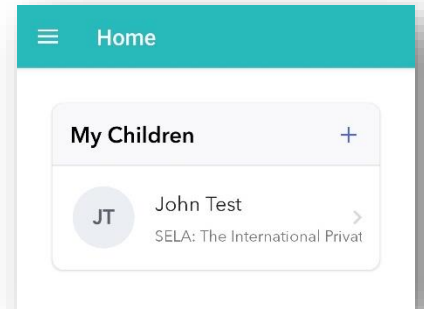 Home
My Children +
JT
John Test
SELA: The International Privat